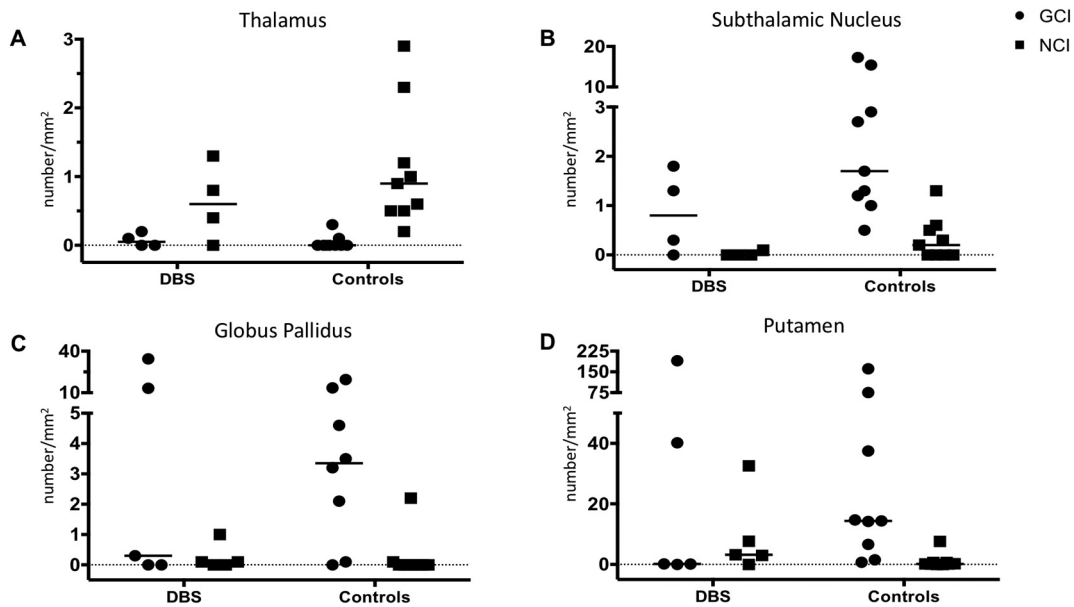 Thalamus
A
3
2
1
0
number/mm²
DBS
Controls
Subthalamic Nucleus
B
20
10
3
2
1
0
number/mm²
DBS
Controls
GCI
NCI
Globus Pallidus
C
40
10
5
4
3
2
1
0
number/mm²
DBS
Controls
Putamen
D
225
150
75
40
20
0
number/mm²
DBS
Controls